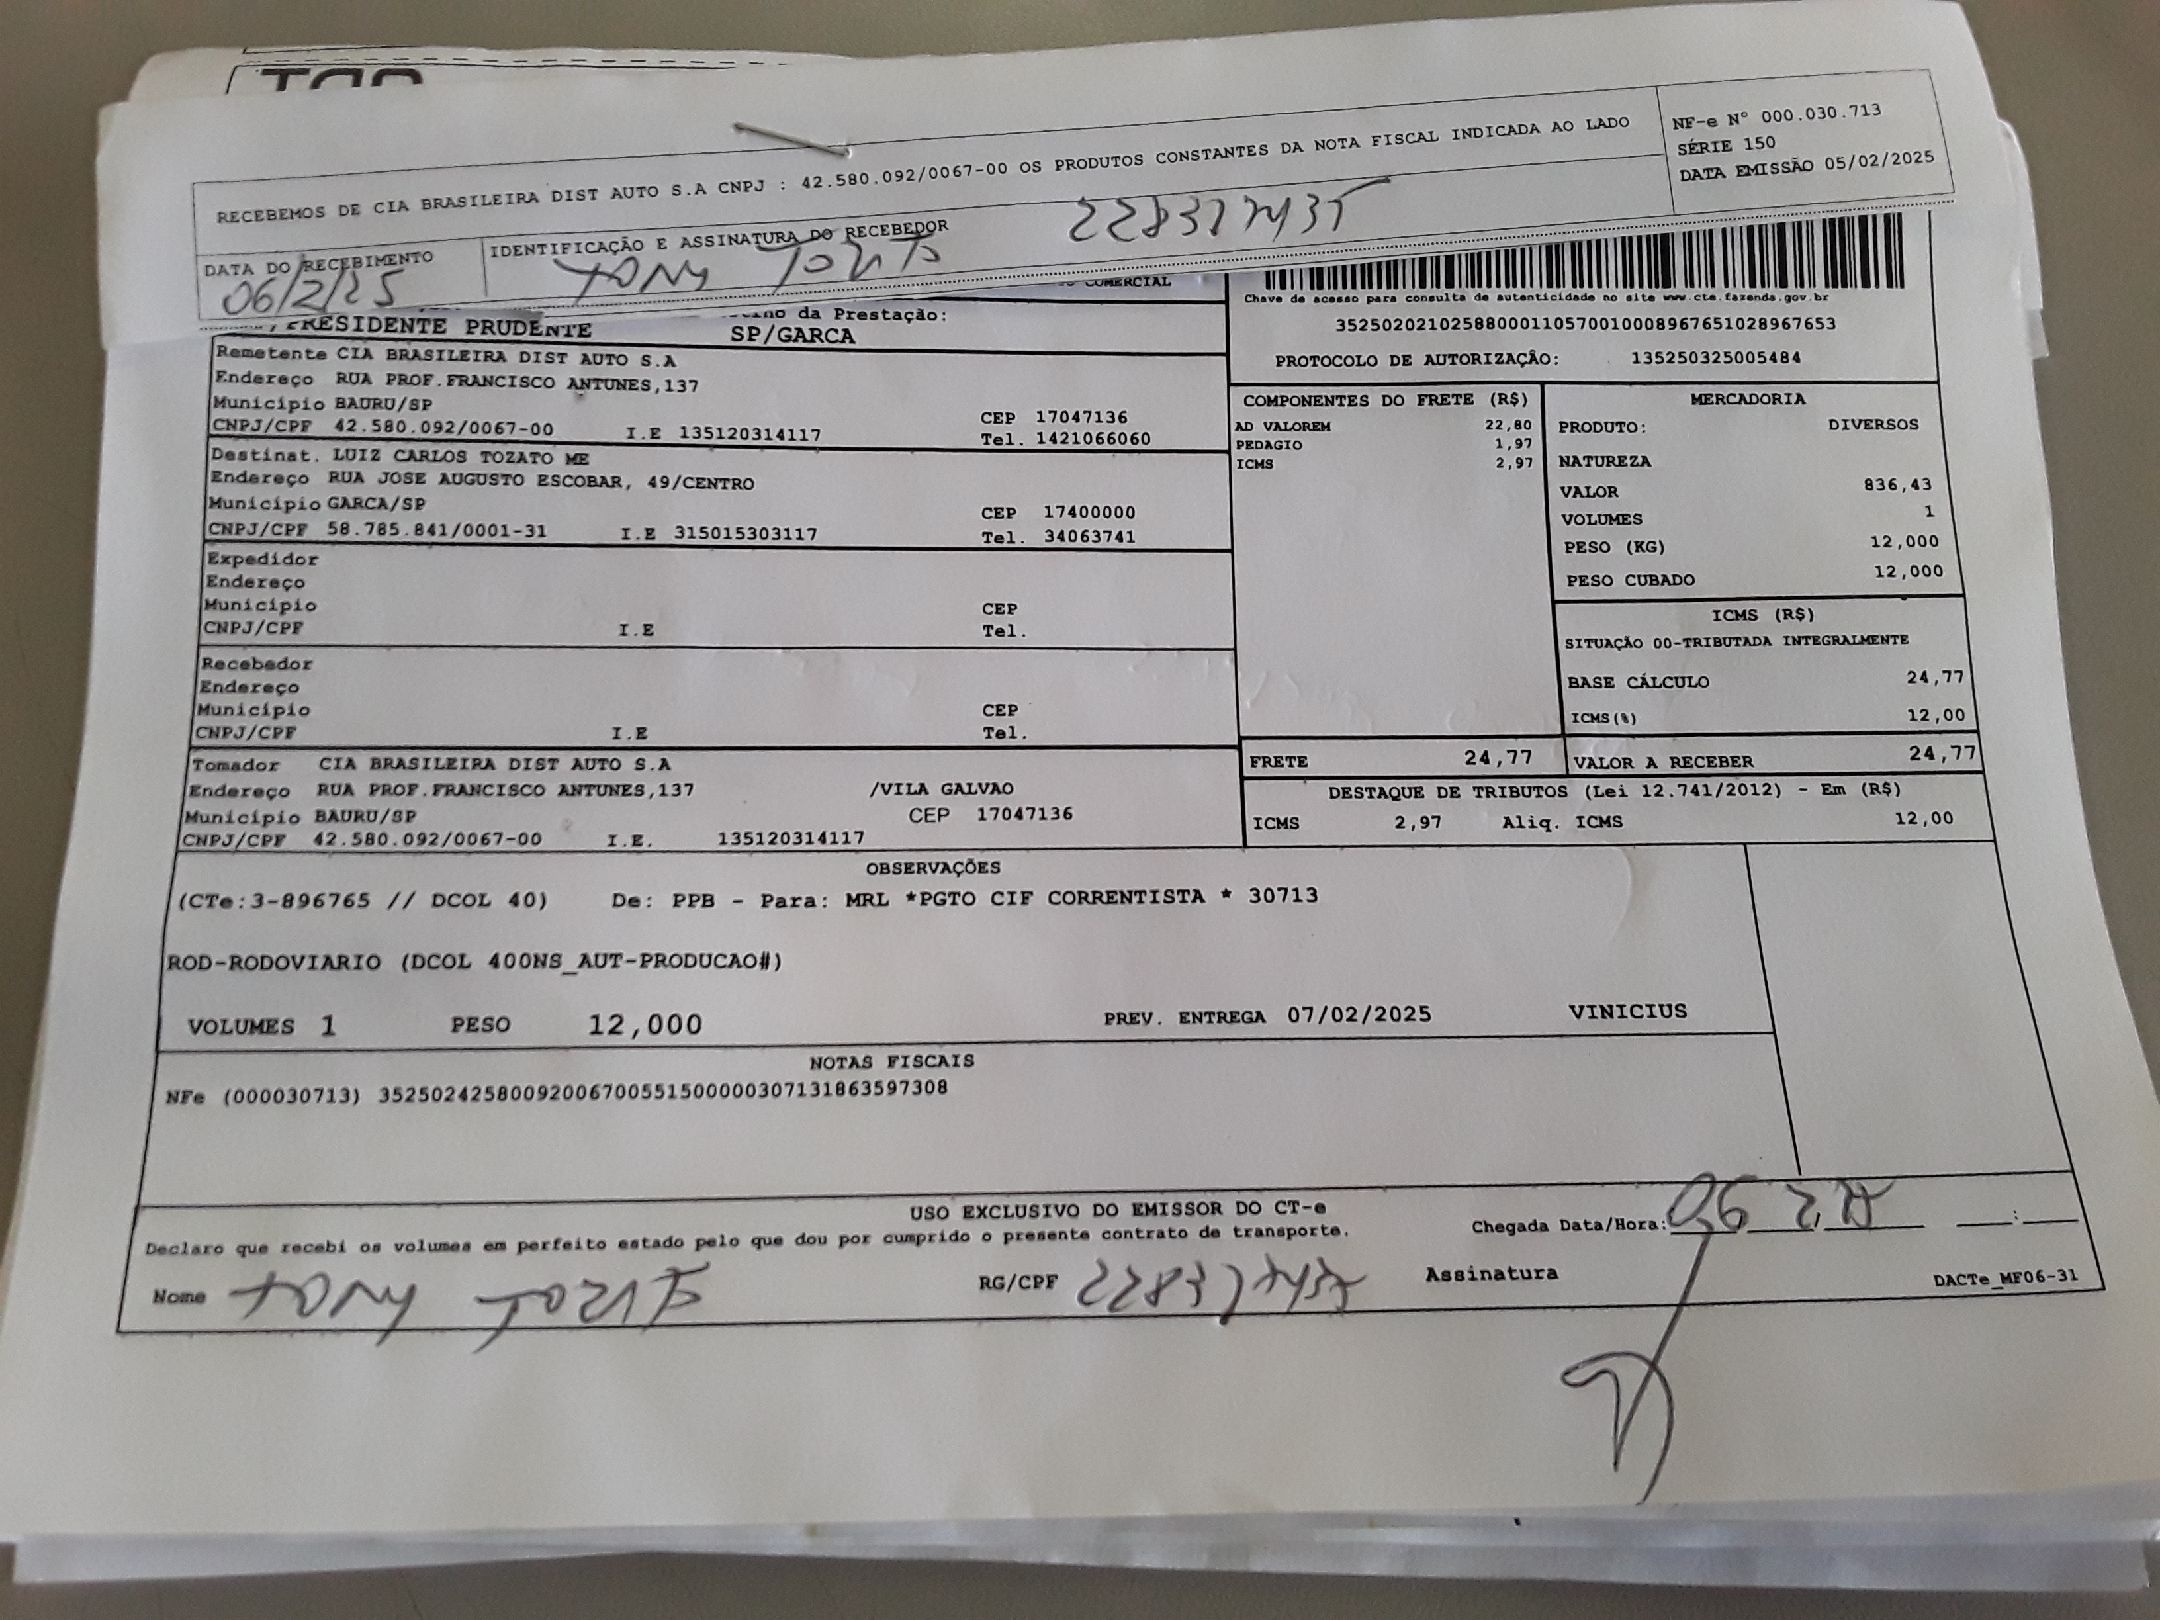 RECEBEMOS DE CIA BRASILEIRA DIST AUTO S.A CNPJ : 42.580.092/0067-00 OS PRODUTOS CONSTANTES DA NOTA FISCAL INDICADA AO LADO
NF-e N° 000.030.713
SÉRIE 150
DATA EMISSÃO 05/02/2025
DATA DO RECEBIMENTO
06/2/25
IDENTIFICAÇÃO E ASSINATURA DO RECEBEDOR
TONY
COMERCIAL
Chave de acesso para consulta de autenticidade no site www.cte.fazenda.gov.br
35250202102588000110570010008967651028967653
PROTOCOLO DE AUTORIZAÇÃO: 135250325005484
PRESIDENTE PRUDENTE
da Prestação:
SP/GARCA
Remetente CIA BRASILEIRA DIST AUTO S.A
Endereço RUA PROF.FRANCISCO ANTUNES,137
Município BAURU/SP CEP 17047136
CNPJ/CPF 42.580.092/0067-00 I.E 135120314117 Tel. 1421066060
Destinat. LUIZ CARLOS TOZATO ME
Endereço RUA JOSE AUGUSTO ESCOBAR, 49/CENTRO
Município GARCA/SP CEP 17400000
CNPJ/CPF 58.785.841/0001-31 I.E 315015303117 Tel. 34063741
Expedidor
Endereço
Município CEP
CNPJ/CPF I.E Tel.
Recebedor
Endereço
Município CEP
CNPJ/CPF I.E Tel.
Tomador CIA BRASILEIRA DIST AUTO S.A
Endereço RUA PROF.FRANCISCO ANTUNES,137 /VILA GALVAO
Município BAURU/SP CEP 17047136
CNPJ/CPF 42.580.092/0067-00 I.E. 135120314117
COMPONENTES DO FRETE (R$)
AD VALOREM 22,80
PEDAGIO 1,97
ICMS 2,97
MERCADORIA
PRODUTO: DIVERSOS
NATUREZA
VALOR 836,43
VOLUMES 1
PESO (KG) 12,000
PESO CUBADO 12,000
ICMS (R$)
SITUAÇÃO 00-TRIBUTADA INTEGRALMENTE
BASE CÁLCULO 24,77
ICMS(%) 12,00
FRETE 24,77 VALOR A RECEBER 24,77
DESTAQUE DE TRIBUTOS (Lei 12.741/2012) - Em (R$)
ICMS 2,97 Aliq. ICMS 12,00
OBSERVAÇÕES
(CTe:3-896765 // DCOL 40) De: PPB - Para: MRL *PGTO CIF CORRENTISTA * 30713
ROD-RODOVIARIO (DCOL 400NS_AUT-PRODUCAO#)
VOLUMES 1 PESO 12,000 PREV. ENTREGA 07/02/2025 VINICIUS
NOTAS FISCAIS
NFe (000030713) 35250242580092006700551500000307131863597308
USO EXCLUSIVO DO EMISSOR DO CT-e
Declaro que recebi os volumes em perfeito estado pelo que dou por cumprido o presente contrato de transporte.
Chegada Data/Hora: 06 2 :
Nome TONY RG/CPF Assinatura
DACTe_MF06-31